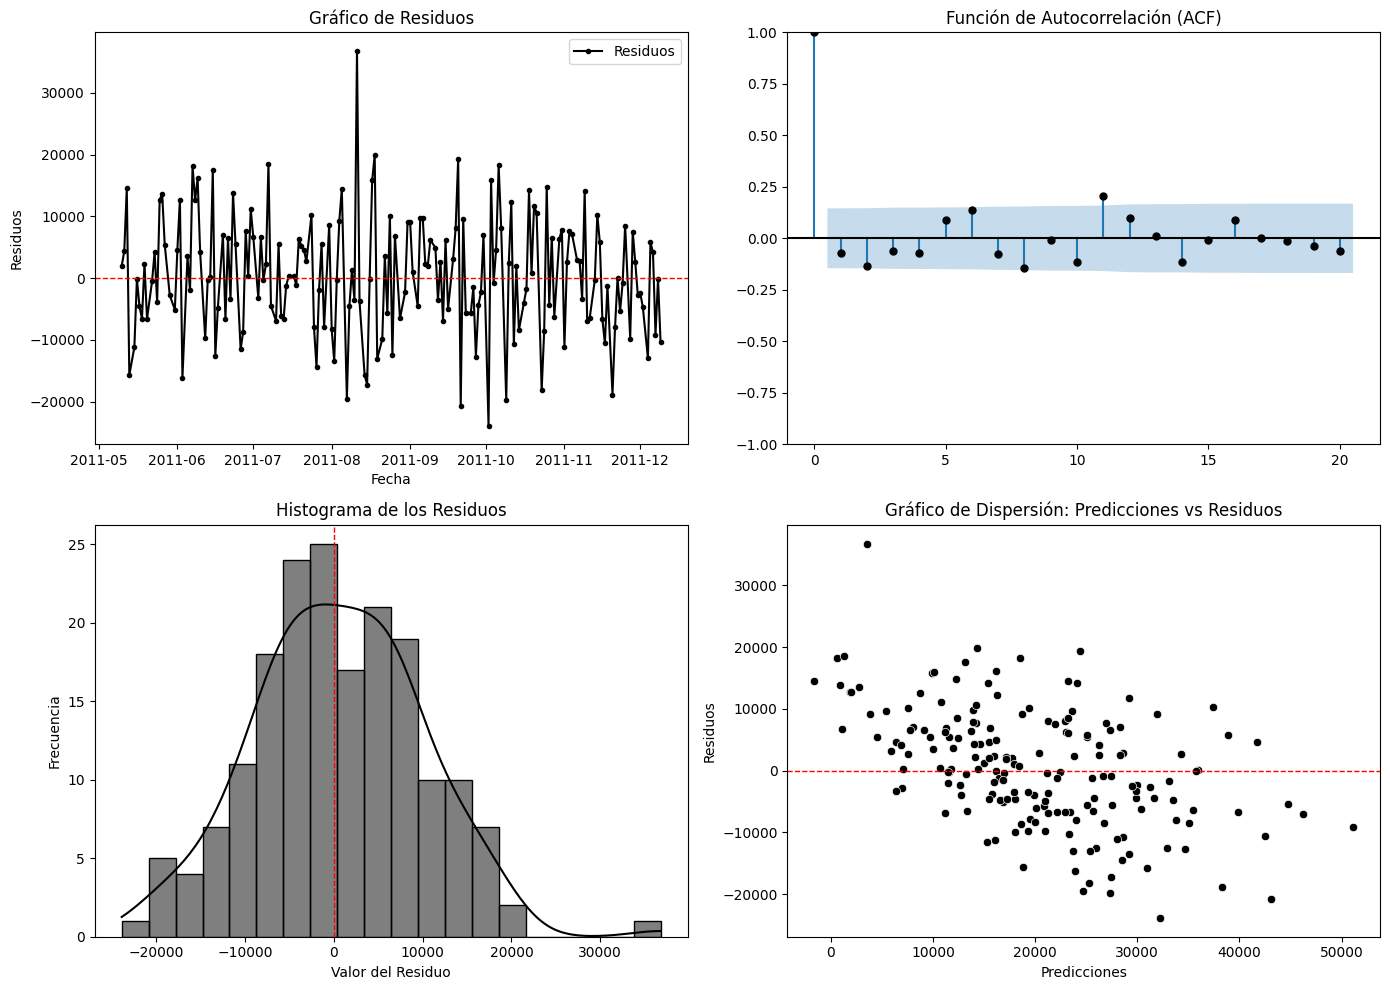 Gráfico de Residuos
Residuos
30000
20000
10000
0
−10000
−20000
Residuos
2011-05 2011-06 2011-07 2011-08 2011-09 2011-10 2011-11 2011-12
Fecha
Función de Autocorrelación (ACF)
1.00
0.75
0.50
0.25
0.00
−0.25
−0.50
−0.75
−1.00
0 5 10 15 20
Histograma de los Residuos
25
20
15
10
5
0
Frecuencia
−20000 −10000 0 10000 20000 30000
Valor del Residuo
Gráfico de Dispersión: Predicciones vs Residuos
30000
20000
10000
0
−10000
−20000
Residuos
0 10000 20000 30000 40000 50000
Predicciones